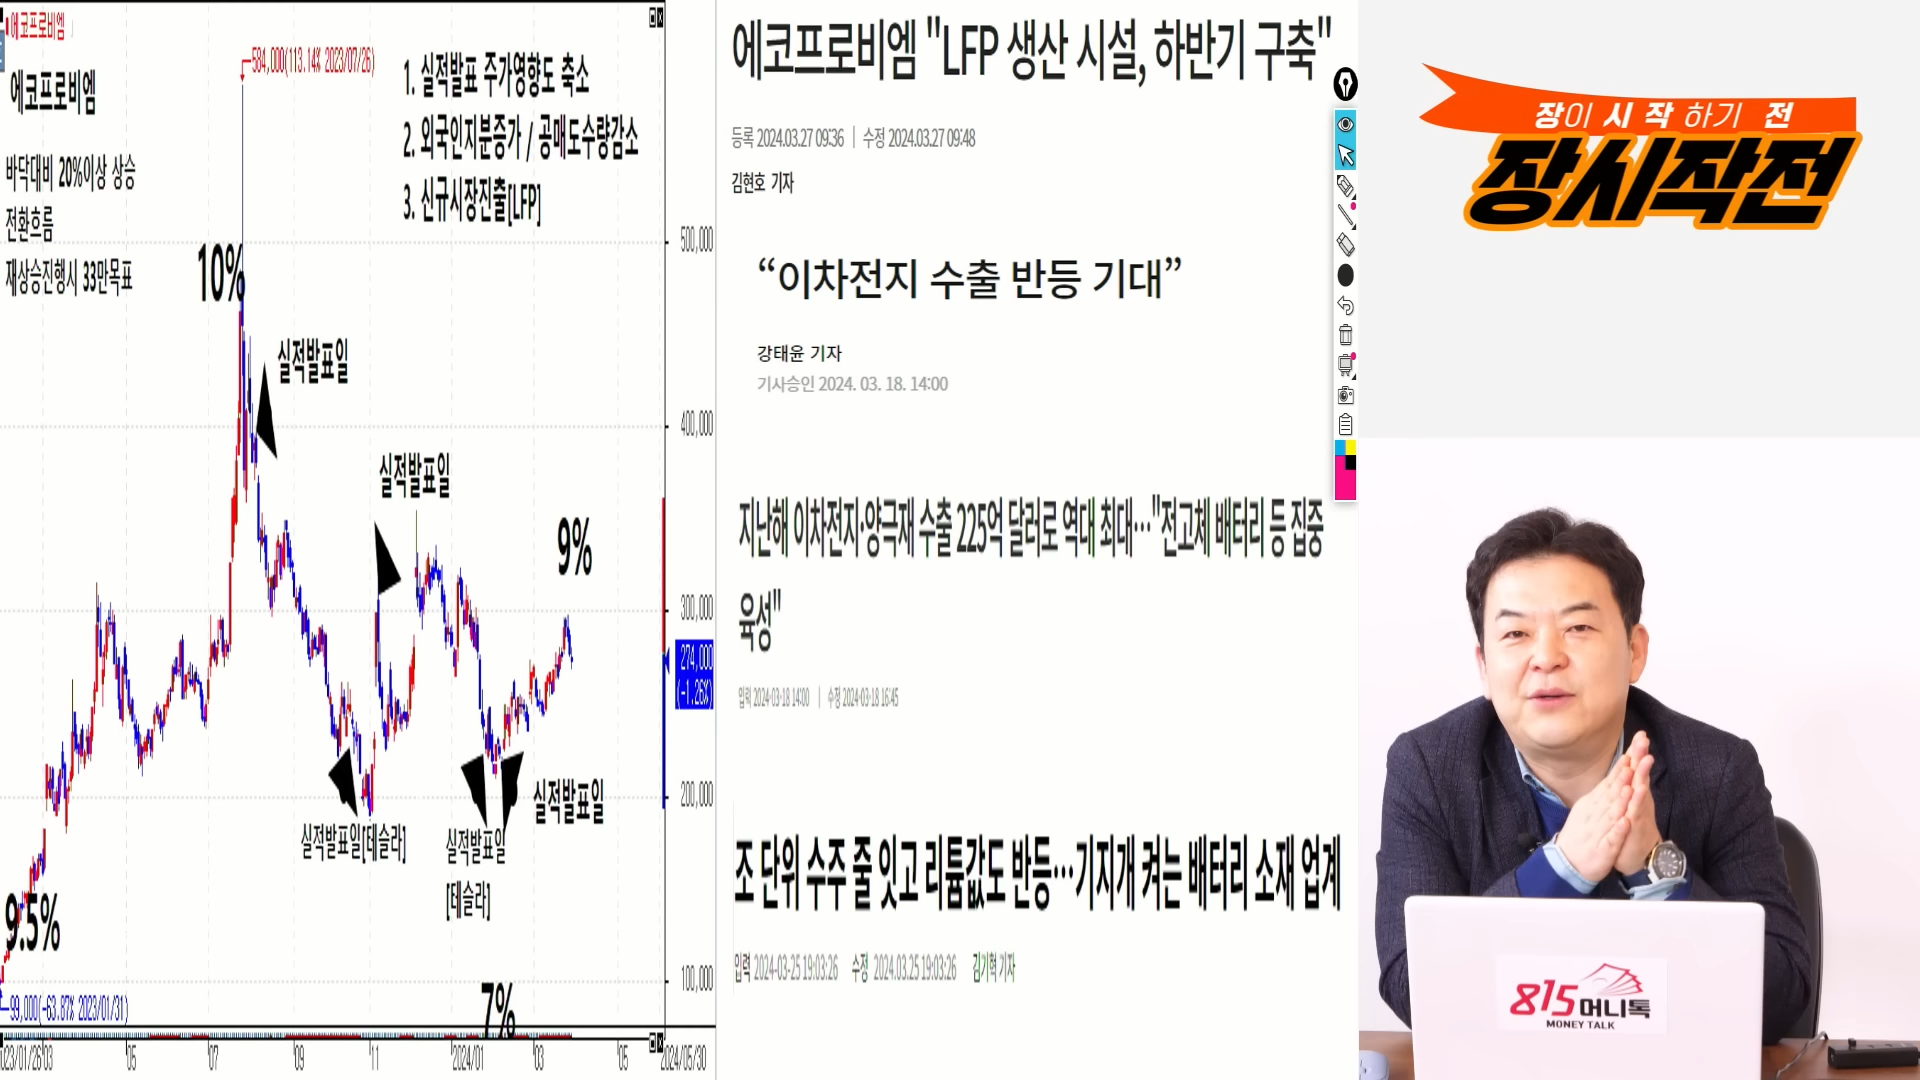 에코프로비엠
584,000(113.14% 2023/07/26)
에코프로비엠
바닥대비 20%이상 상승
전환흐름
재상승진행시 33만목표
1. 실적발표 주가영향도 축소
2. 외국인지분증가 / 공매도수량감소
3. 신규시장진출[LFP]
10%
실적발표일
실적발표일
9%
실적발표일[테슬라]
실적발표일
[테슬라]
실적발표일
9.5%
7%
99,000(-63.87% 2023/01/31)
500,000
400,000
300,000
274,000
(-1.26%)
200,000
100,000
023/01/26
03
05
07
09
11
2024/01
03
05
2024/05/30
에코프로비엠 "LFP 생산 시설, 하반기 구축"
등록 2024.03.27 09:36 | 수정 2024.03.27 09:48
김현호 기자
“이차전지 수출 반등 기대”
강태윤 기자
기사승인 2024. 03. 18. 14:00
지난해 이차전지·양극재 수출 225억 달러로 역대 최대…"전고체 배터리 등 집중
육성"
입력 2024-03-18 14:00 | 수정 2024-03-18 16:45
조 단위 수주 줄 잇고 리튬값도 반등…기지개 켜는 배터리 소재 업계
입력 2024-03-25 19:03:26 수정 2024.03.25 19:03:26 김기혁 기자
장이 시작하기 전
장시작전
815머니톡
MONEY TALK